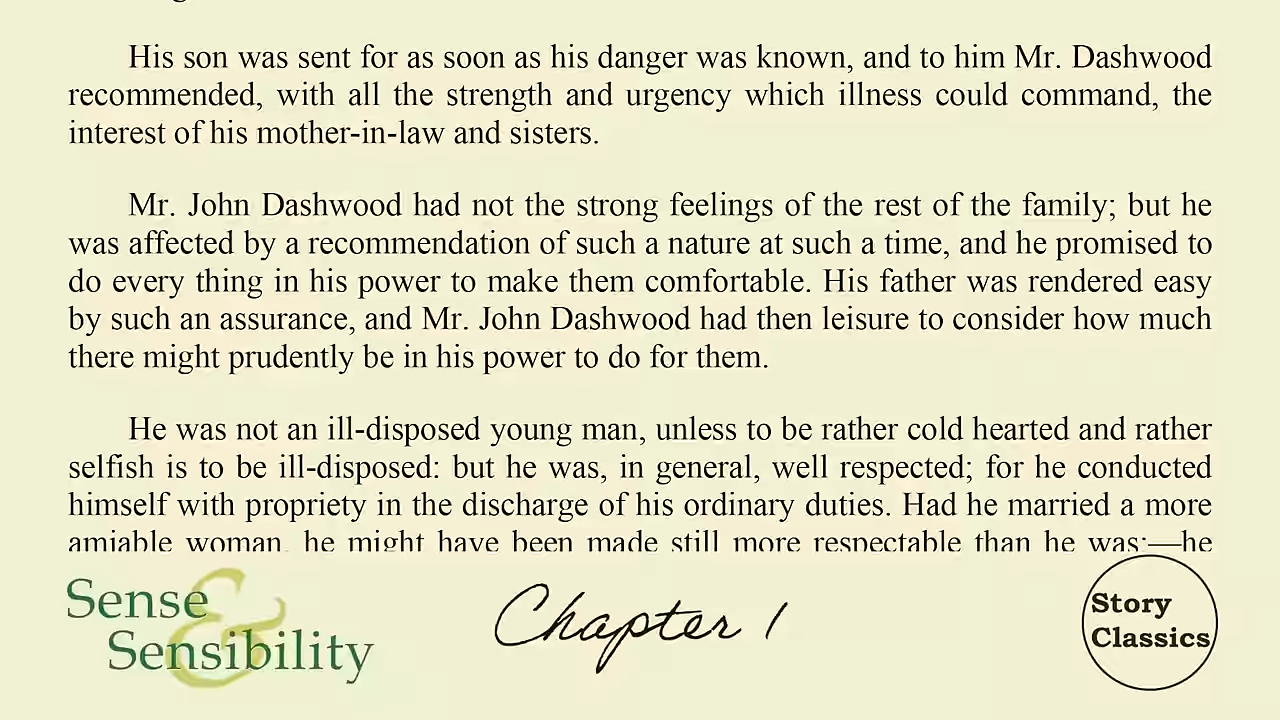 His son was sent for as soon as his danger was known, and to him Mr. Dashwood
recommended, with all the strength and urgency which illness could command, the
interest of his mother-in-law and sisters.
Mr. John Dashwood had not the strong feelings of the rest of the family; but he
was affected by a recommendation of such a nature at such a time, and he promised to
do every thing in his power to make them comfortable. His father was rendered easy
by such an assurance, and Mr. John Dashwood had then leisure to consider how much
there might prudently be in his power to do for them.
He was not an ill-disposed young man, unless to be rather cold hearted and rather
selfish is to be ill-disposed: but he was, in general, well respected; for he conducted
himself with propriety in the discharge of his ordinary duties. Had he married a more
amiable woman, he might have been made still more respectable than he was:—he
Sense &
Sensibility
Chapter 1
Story
Classics